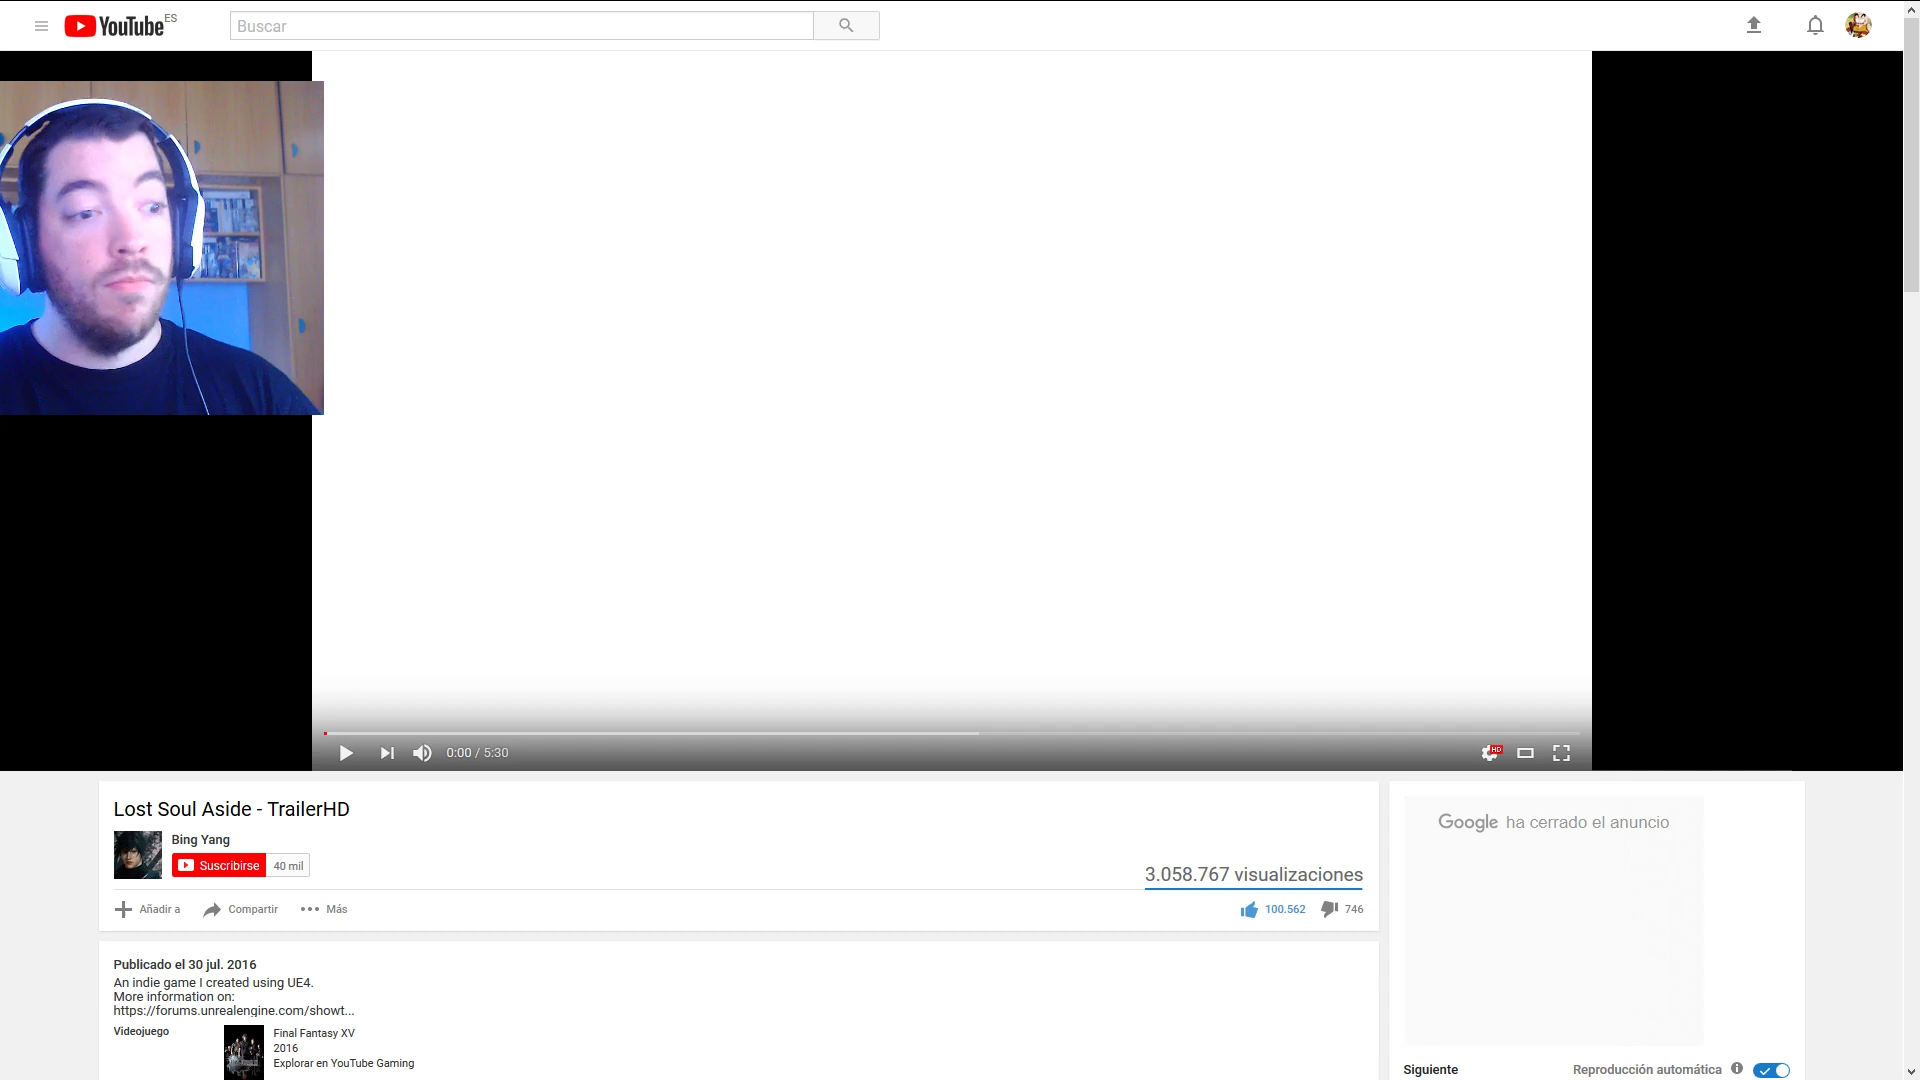 YouTube ES
Buscar
0:00 / 5:30
HD
Lost Soul Aside - TrailerHD
Bing Yang
Suscribirse 40 mil
3.058.767 visualizaciones
Añadir a Compartir Más
100.562 746
Publicado el 30 jul. 2016
An indie game I created using UE4.
More information on:
https://forums.unrealengine.com/showt...
Videojuego
Final Fantasy XV
2016
Explorar en YouTube Gaming
Google ha cerrado el anuncio
Siguiente Reproducción automática